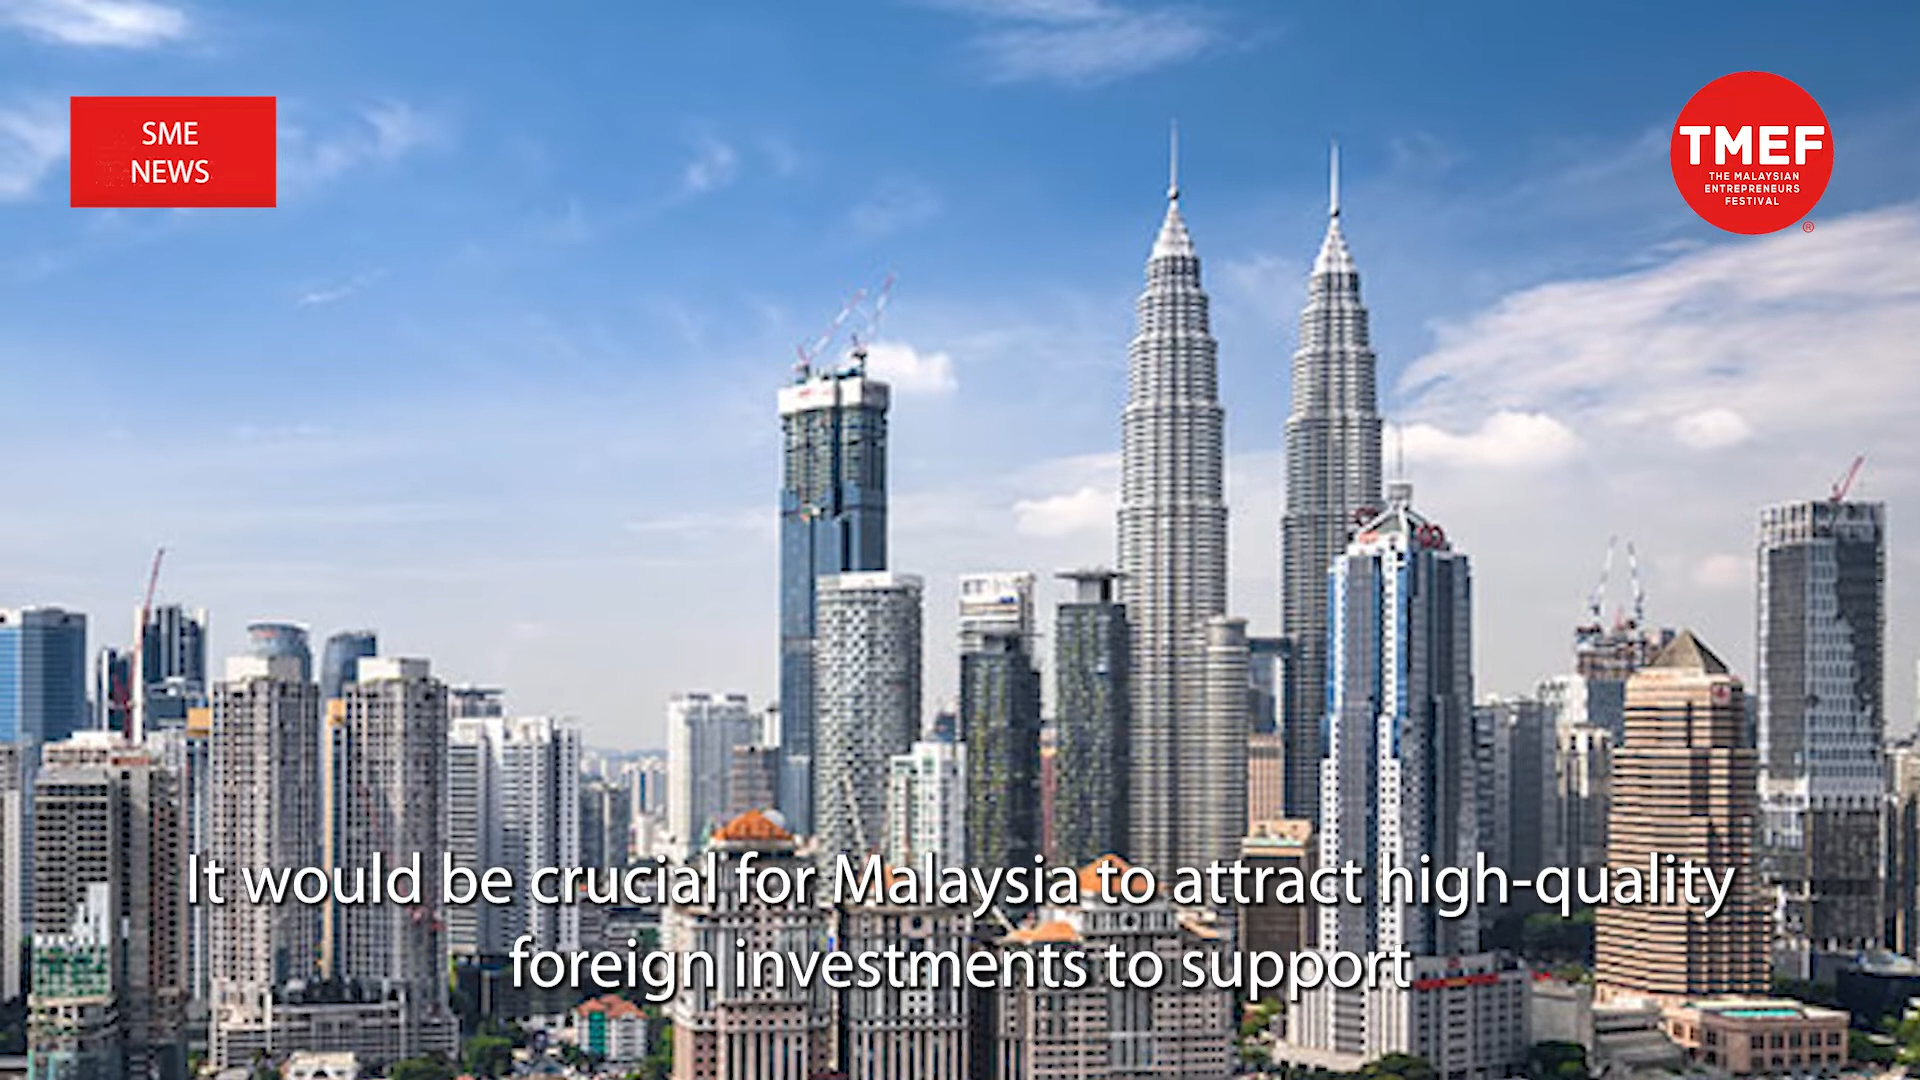 SME
NEWS
TMEF
THE MALAYSIAN
ENTREPRENEURS
FESTIVAL
®
It would be crucial for Malaysia to attract high-quality
foreign investments to support